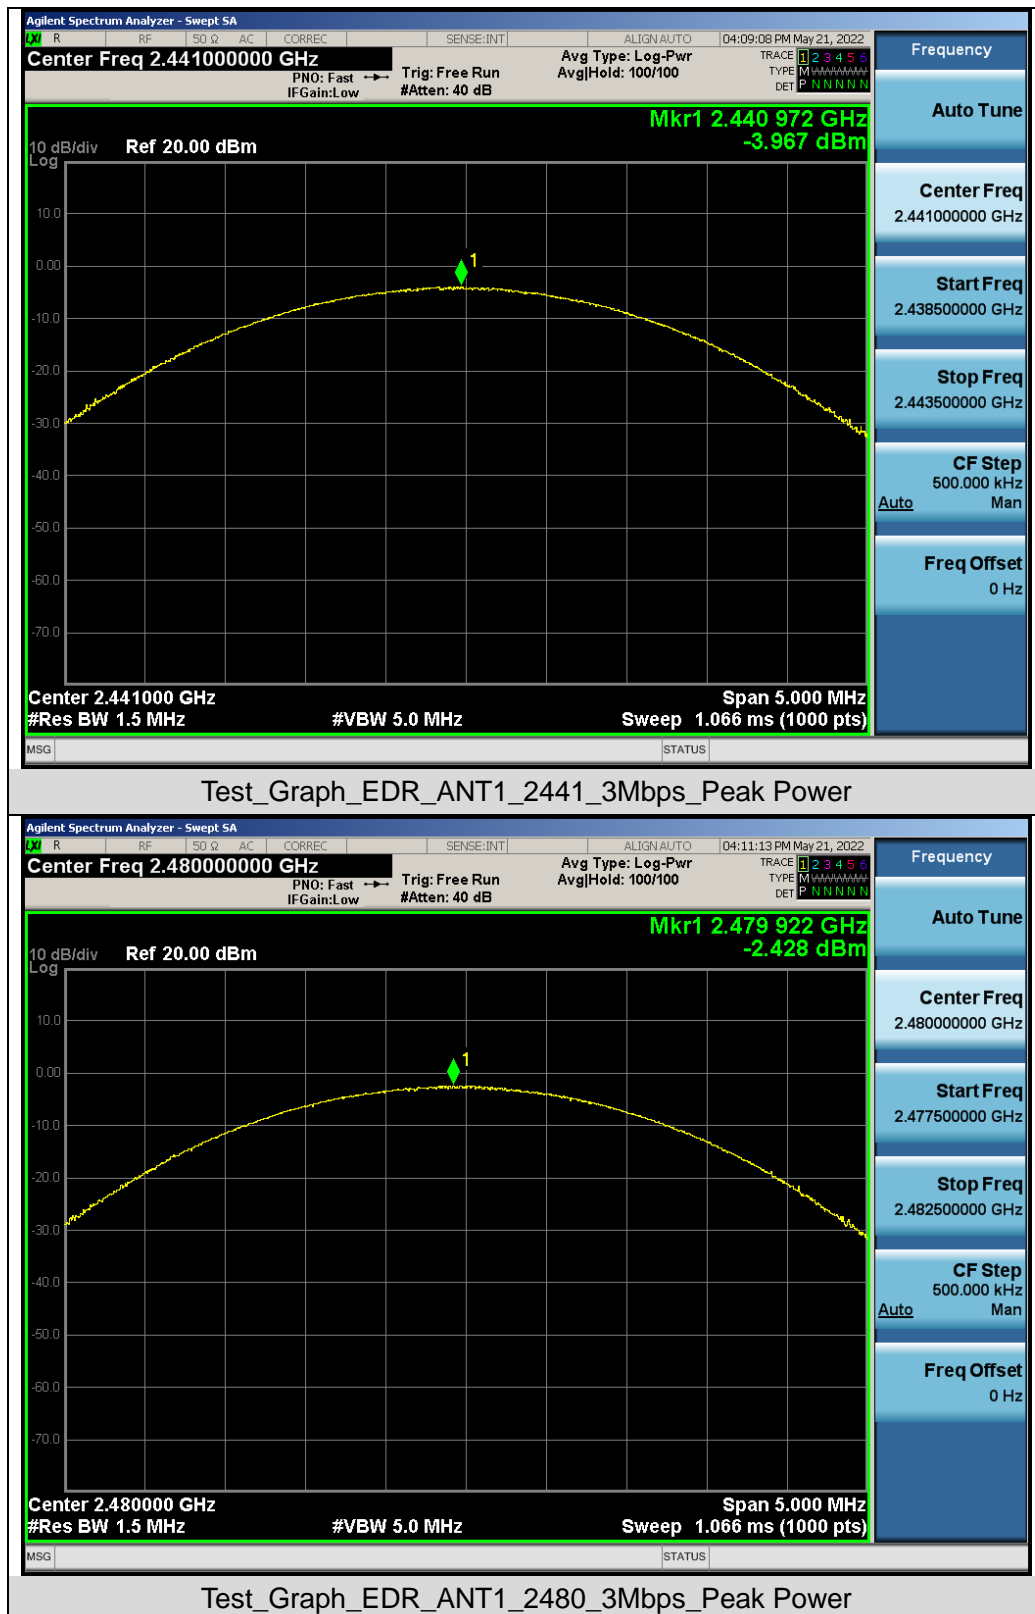 Agilent Spectrum Analyzer - Swept SA
LXI R RF 50 Ω AC CORREC SENSE:INT ALIGN AUTO 04:09:08 PM May 21, 2022
Center Freq 2.441000000 GHz
PNO: Fast
IFGain:Low
Trig: Free Run
#Atten: 40 dB
Avg Type: Log-Pwr
Avg|Hold: 100/100
TRACE 1 2 3 4 5 6
TYPE M
DET P N N N N N
Mkr1 2.440 972 GHz
-3.967 dBm
10 dB/div Ref 20.00 dBm
Log
10.0
0.00
-10.0
-20.0
-30.0
-40.0
-50.0
-60.0
-70.0
1
Center 2.441000 GHz Span 5.000 MHz
#Res BW 1.5 MHz #VBW 5.0 MHz Sweep 1.066 ms (1000 pts)
MSG STATUS
Frequency
Auto Tune
Center Freq
2.441000000 GHz
Start Freq
2.438500000 GHz
Stop Freq
2.443500000 GHz
CF Step
500.000 kHz
Auto Man
Freq Offset
0 Hz
Test_Graph_EDR_ANT1_2441_3Mbps_Peak Power
Agilent Spectrum Analyzer - Swept SA
LXI R RF 50 Ω AC CORREC SENSE:INT ALIGN AUTO 04:11:13 PM May 21, 2022
Center Freq 2.480000000 GHz
PNO: Fast
IFGain:Low
Trig: Free Run
#Atten: 40 dB
Avg Type: Log-Pwr
Avg|Hold: 100/100
TRACE 1 2 3 4 5 6
TYPE M
DET P N N N N N
Mkr1 2.479 922 GHz
-2.428 dBm
10 dB/div Ref 20.00 dBm
Log
10.0
0.00
-10.0
-20.0
-30.0
-40.0
-50.0
-60.0
-70.0
1
Center 2.480000 GHz Span 5.000 MHz
#Res BW 1.5 MHz #VBW 5.0 MHz Sweep 1.066 ms (1000 pts)
MSG STATUS
Frequency
Auto Tune
Center Freq
2.480000000 GHz
Start Freq
2.477500000 GHz
Stop Freq
2.482500000 GHz
CF Step
500.000 kHz
Auto Man
Freq Offset
0 Hz
Test_Graph_EDR_ANT1_2480_3Mbps_Peak Power